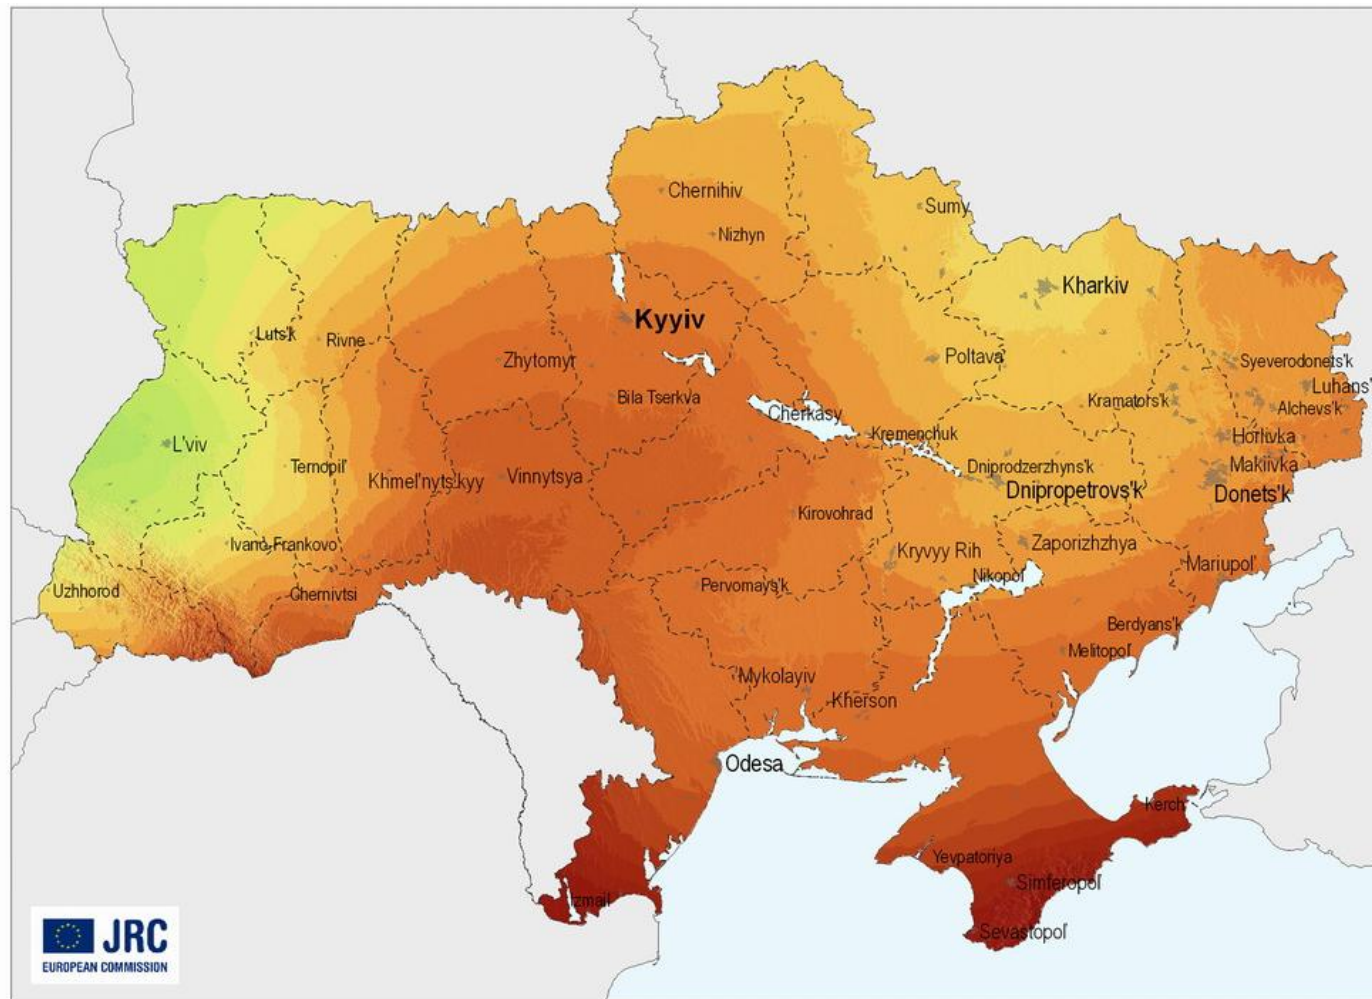 Chernihiv
Sumy
Nizhyn
Kharkiv
Kyyiv
Luts'k
Rivne
Zhytomyr
Poltava
Syeverodonets'k
Luhans'
Bila Tserkva
Kramators'k
Alchevs'k
Cherkasy
L'viv
Kremenchuk
Horlivka
Ternopil'
Dniprodzerzhyns'k
Makiivka
Khmel'nyts'kyy
Vinnytsya
Dnipropetrovs'k
Donets'k
Kirovohrad
Ivano-Frankovo
Kryvyy Rih
Zaporizhzhya
Mariupol'
Nikopol'
Uzhhorod
Chernivtsi
Pervomays'k
Berdyans'k
Melitopol'
Mykolayiv
Kherson
Odesa
Kerch
Yevpatoriya
Simferopol'
Izmail
Sevastopol'
JRC
EUROPEAN COMMISSION